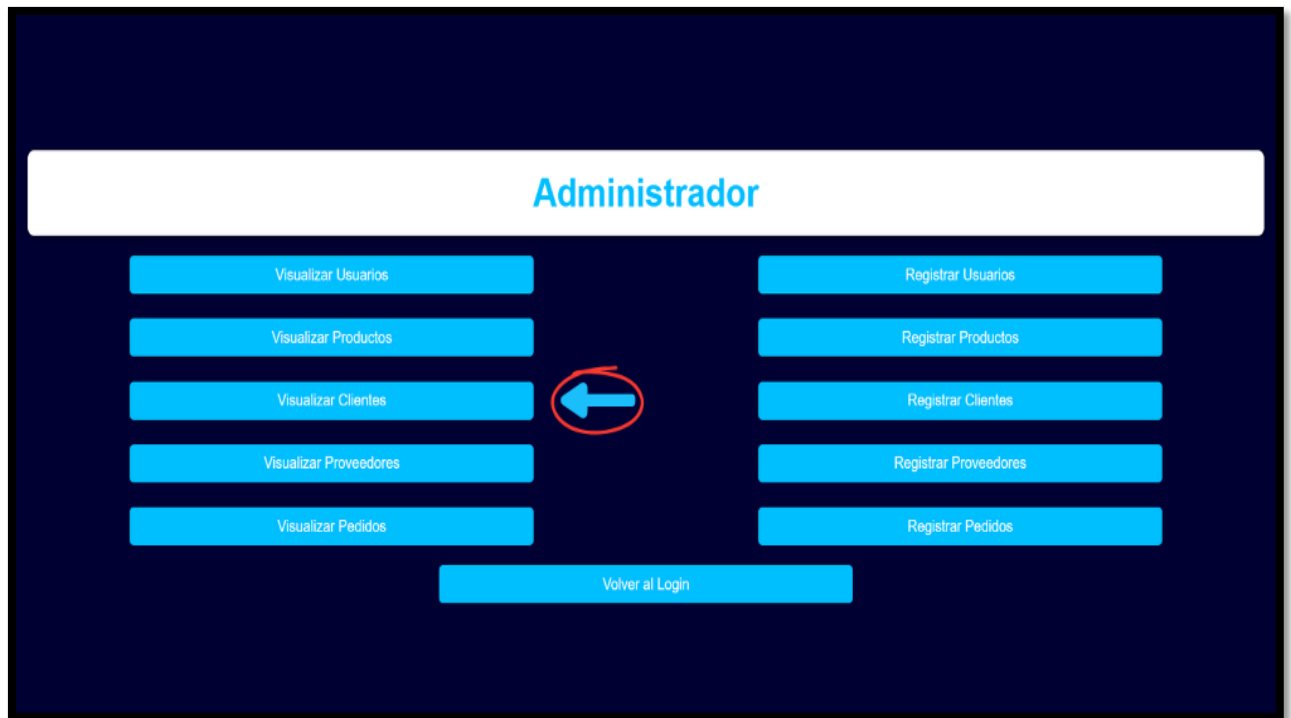 Administrador
Visualizar Usuarios
Registrar Usuarios
Visualizar Productos
Registrar Productos
Visualizar Clientes
Registrar Clientes
Visualizar Proveedores
Registrar Proveedores
Visualizar Pedidos
Registrar Pedidos
Volver al Login